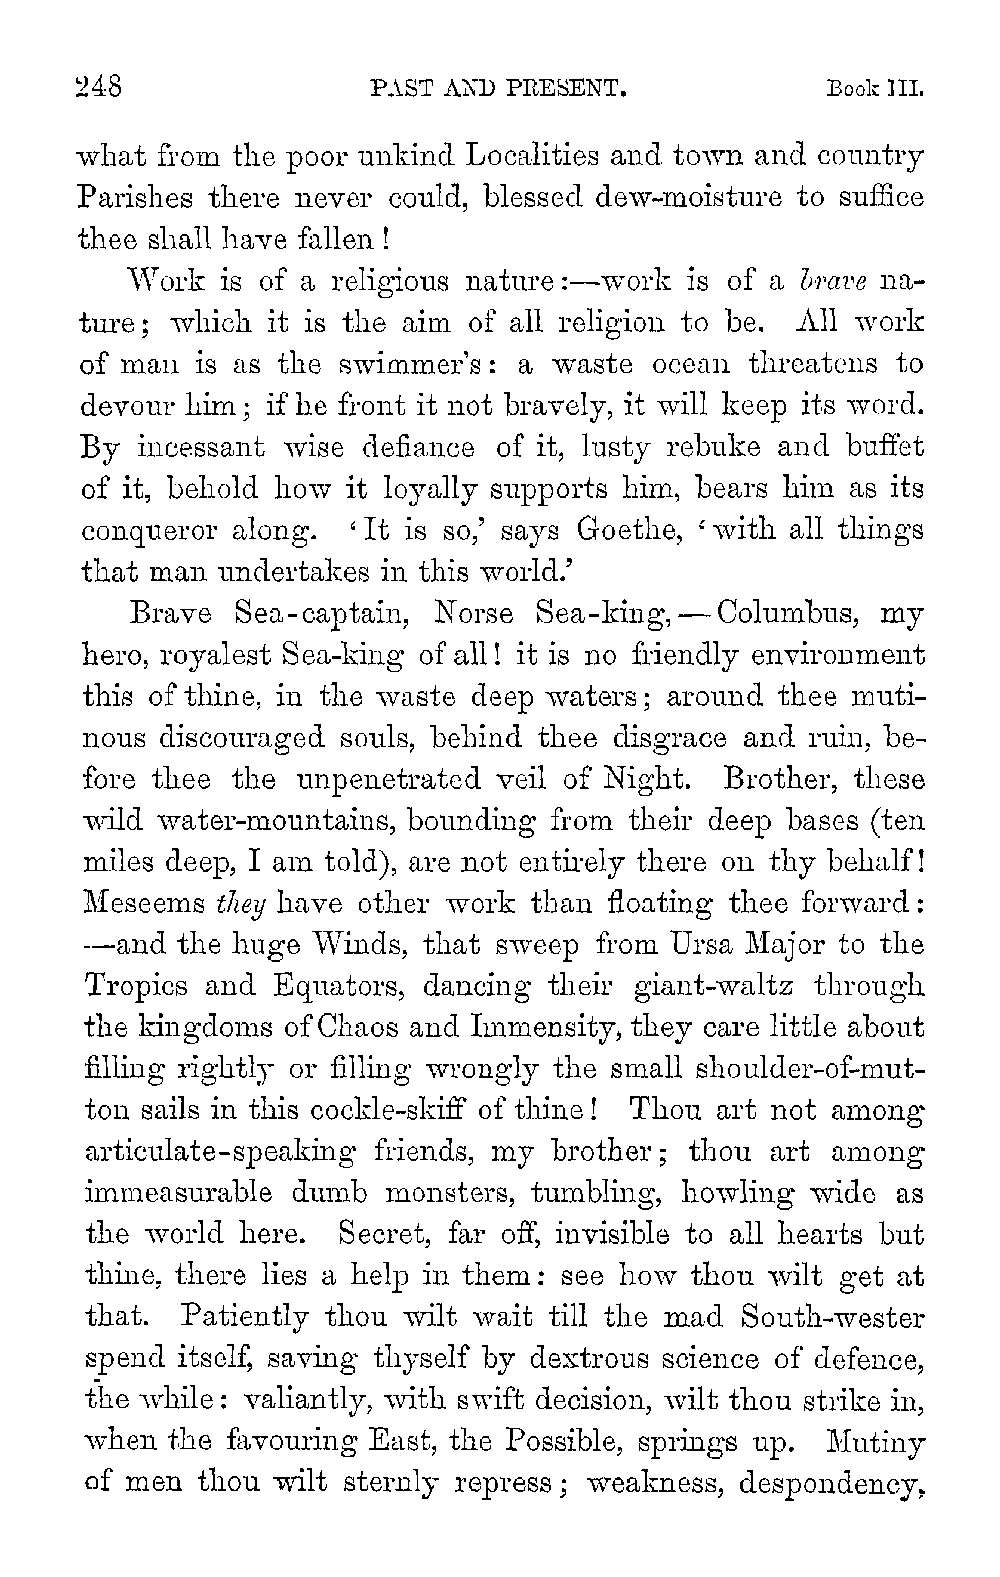 248 PAST AND PRESENT. Book III.
what from the poor unkind Localities and town and country
Parishes there never could, blessed dew-moisture to suffice
thee shall have fallen!
Work is of a religious nature:—work is of a brave na-
ture; which it is the aim of all religion to be. All work
of man is as the swimmer's: a waste ocean threatens to
devour him; if he front it not bravely, it will keep its word.
By incessant wise defiance of it, lusty rebuke and buffet
of it, behold how it loyally supports him, bears him as its
conqueror along. ‘It is so,’ says Goethe, ‘with all things
that man undertakes in this world.’
Brave Sea-captain, Norse Sea-king,—Columbus, my
hero, royalest Sea-king of all! it is no friendly environment
this of thine, in the waste deep waters; around thee muti-
nous discouraged souls, behind thee disgrace and ruin, be-
fore thee the unpenetrated veil of Night. Brother, these
wild water-mountains, bounding from their deep bases (ten
miles deep, I am told), are not entirely there on thy behalf!
Meseems they have other work than floating thee forward:
—and the huge Winds, that sweep from Ursa Major to the
Tropics and Equators, dancing their giant-waltz through
the kingdoms of Chaos and Immensity, they care little about
filling rightly or filling wrongly the small shoulder-of-mut-
ton sails in this cockle-skiff of thine! Thou art not among
articulate-speaking friends, my brother; thou art among
immeasurable dumb monsters, tumbling, howling wide as
the world here. Secret, far off, invisible to all hearts but
thine, there lies a help in them: see how thou wilt get at
that. Patiently thou wilt wait till the mad South-wester
spend itself, saving thyself by dextrous science of defence,
the while: valiantly, with swift decision, wilt thou strike in,
when the favouring East, the Possible, springs up. Mutiny
of men thou wilt sternly repress; weakness, despondency,